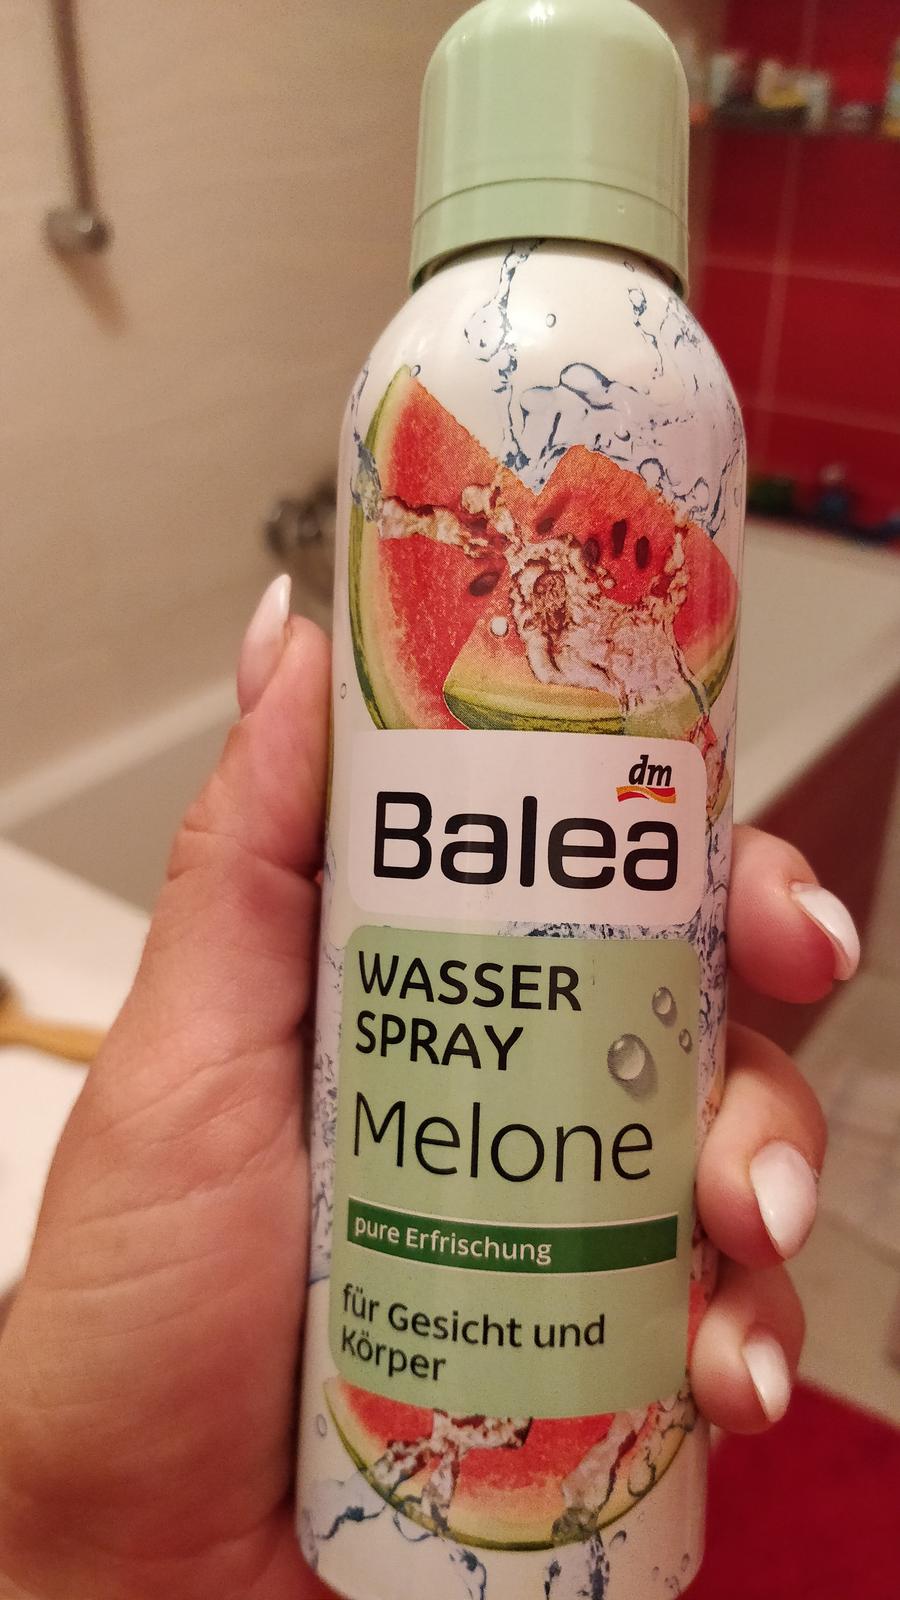 dm
Balea
WASSER
SPRAY
Melone
pure Erfrischung
für Gesicht und
Körper